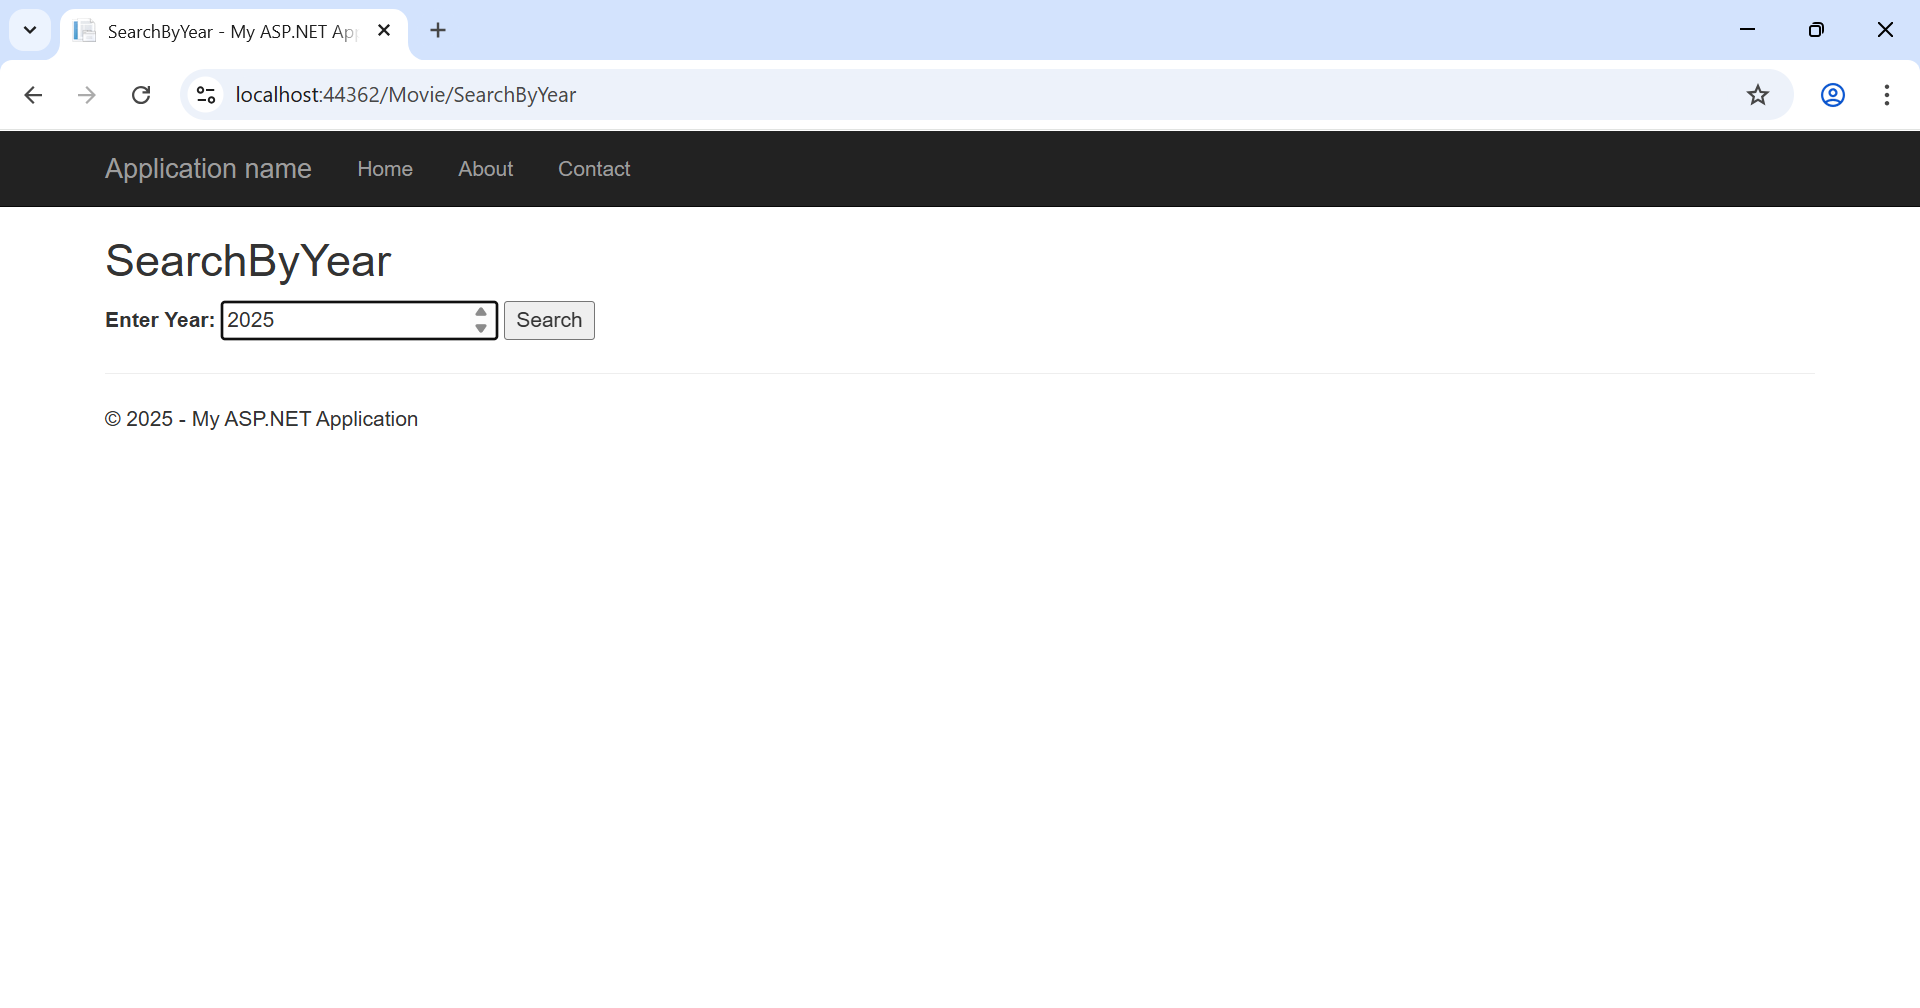 SearchByYear - My ASP.NET Ap
localhost:44362/Movie/SearchByYear
Application name Home About Contact
SearchByYear
Enter Year: 2025 Search
© 2025 - My ASP.NET Application